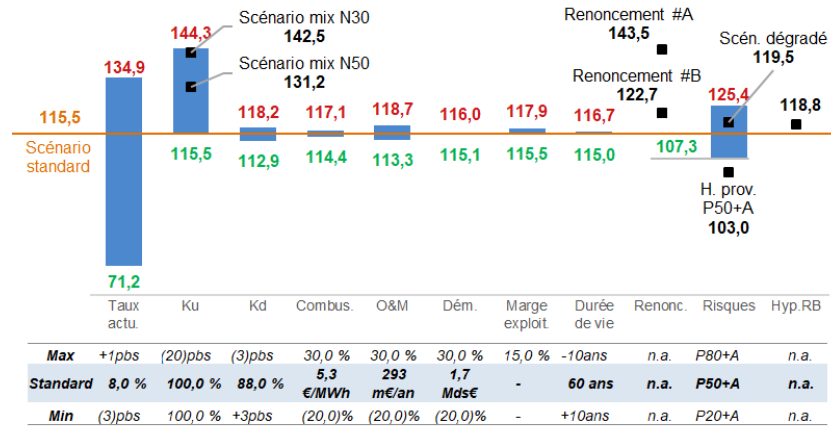 Scénario mix N30
142,5
Scénario mix N50
131,2
Renoncement #A
143,5
Renoncement #B
122,7
Scén. dégradé
119,5
144,3
134,9
115,5
Scénario
standard
118,2
117,1
118,7
116,0
117,9
116,7
125,4
118,8
115,5
112,9
114,4
113,3
115,1
115,5
115,0
107,3
H. prov.
P50+A
103,0
71,2
Taux actu. Ku Kd Combus. O&M Dém. Marge exploit. Durée de vie Renonc. Risques Hyp.RB
Max +1pbs (20)pbs (3)pbs 30,0 % 30,0 % 30,0 % 15,0 % -10ans n.a. P80+A n.a.
Standard 8,0 % 100,0 % 88,0 % 5,3 €/MWh 293 m€/an 1,7 Mds€ - 60 ans n.a. P50+A n.a.
Min (3)pbs 100,0 % +3pbs (20,0)% (20,0)% (20,0)% - +10ans n.a. P20+A n.a.